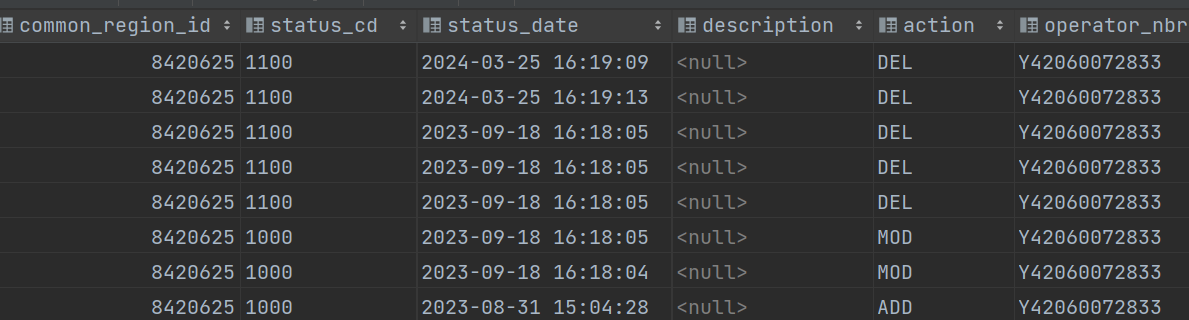 common_region_id status_cd status_date description action operator_nbr
8420625 1100 2024-03-25 16:19:09 <null> DEL Y42060072833
8420625 1100 2024-03-25 16:19:13 <null> DEL Y42060072833
8420625 1100 2023-09-18 16:18:05 <null> DEL Y42060072833
8420625 1100 2023-09-18 16:18:05 <null> DEL Y42060072833
8420625 1100 2023-09-18 16:18:05 <null> DEL Y42060072833
8420625 1000 2023-09-18 16:18:05 <null> MOD Y42060072833
8420625 1000 2023-09-18 16:18:04 <null> MOD Y42060072833
8420625 1000 2023-08-31 15:04:28 <null> ADD Y42060072833